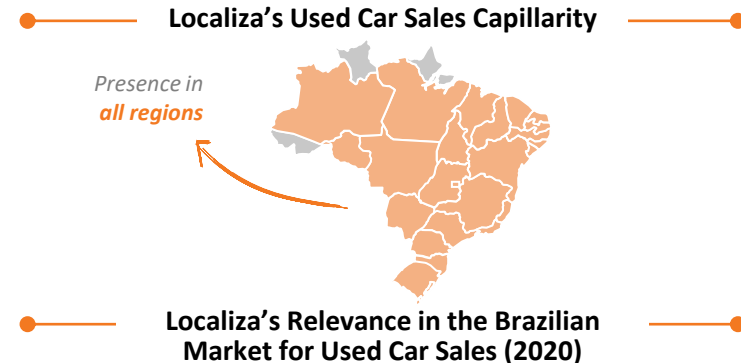 Localiza’s Used Car Sales Capillarity
Presence in
all regions
Localiza’s Relevance in the Brazilian
Market for Used Car Sales (2020)